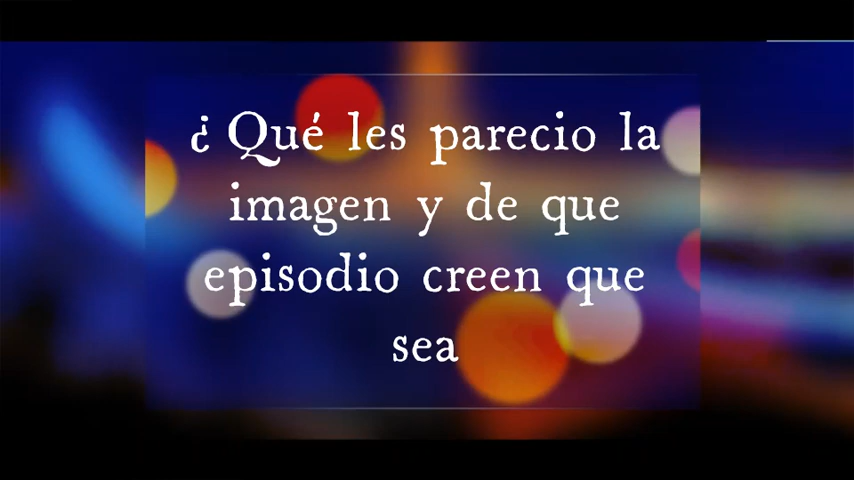 ¿ Qué les parecio la
imagen y de que
episodio creen que
sea